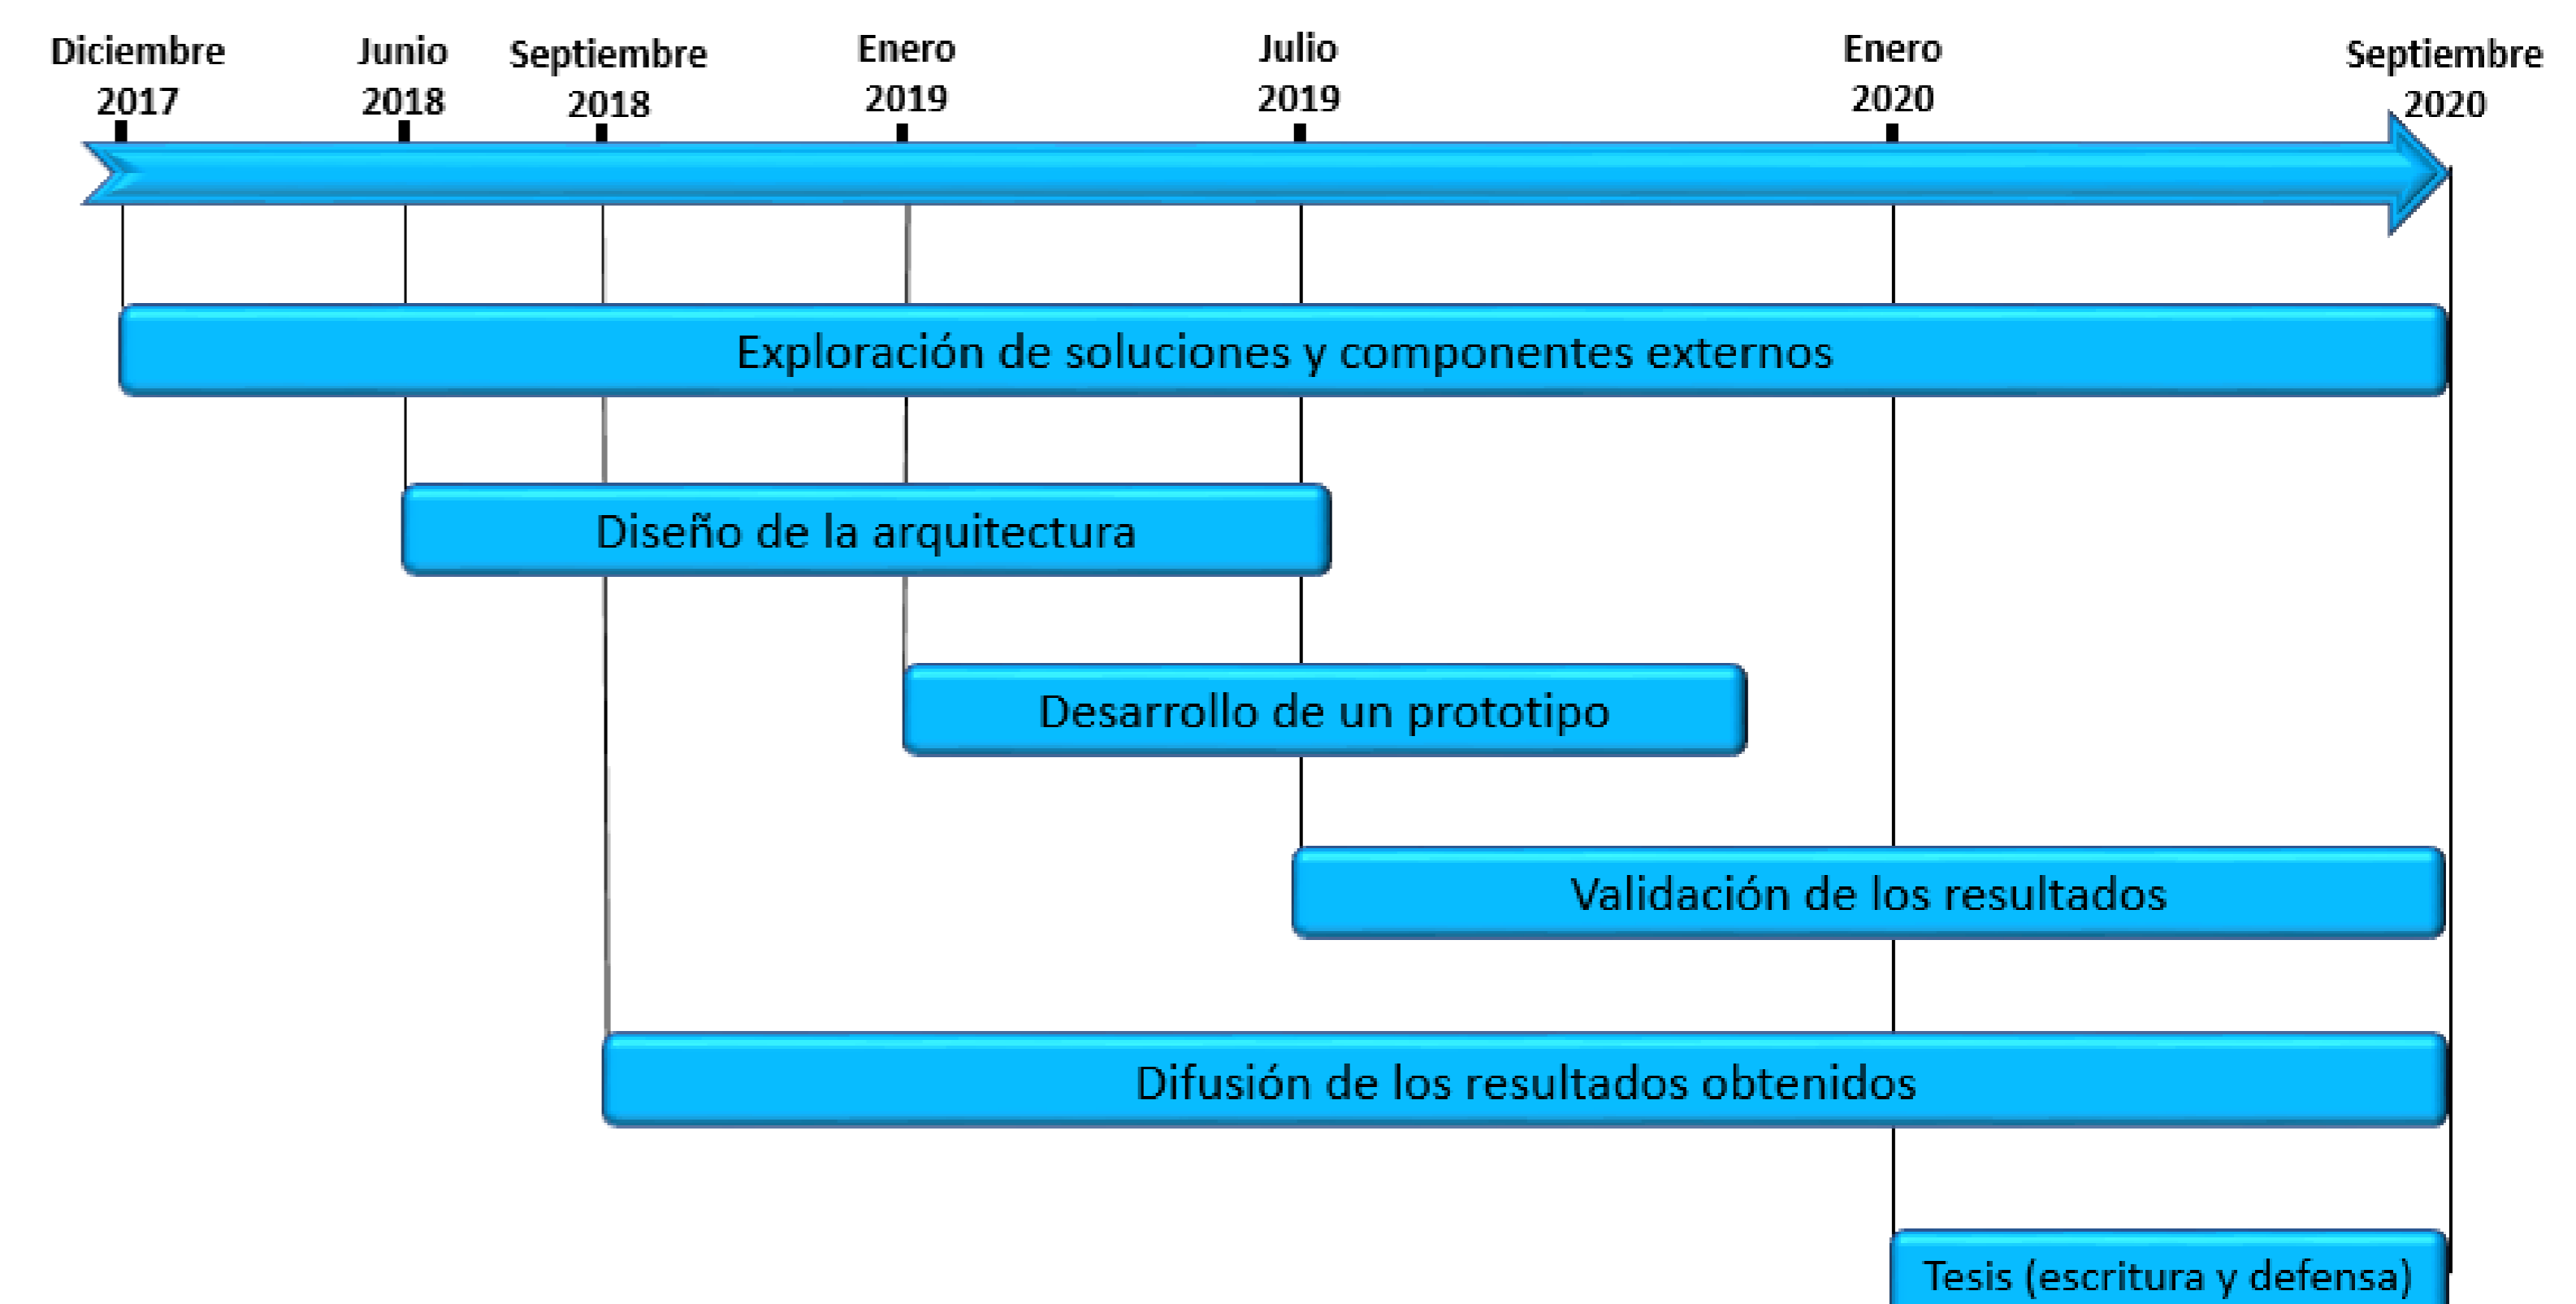 Diciembre
2017
Junio
2018
Septiembre
2018
Enero
2019
Julio
2019
Enero
2020
Septiembre
2020
Exploración de soluciones y componentes externos
Diseño de la arquitectura
Desarrollo de un prototipo
Validación de los resultados
Difusión de los resultados obtenidos
Tesis (escritura y defensa)